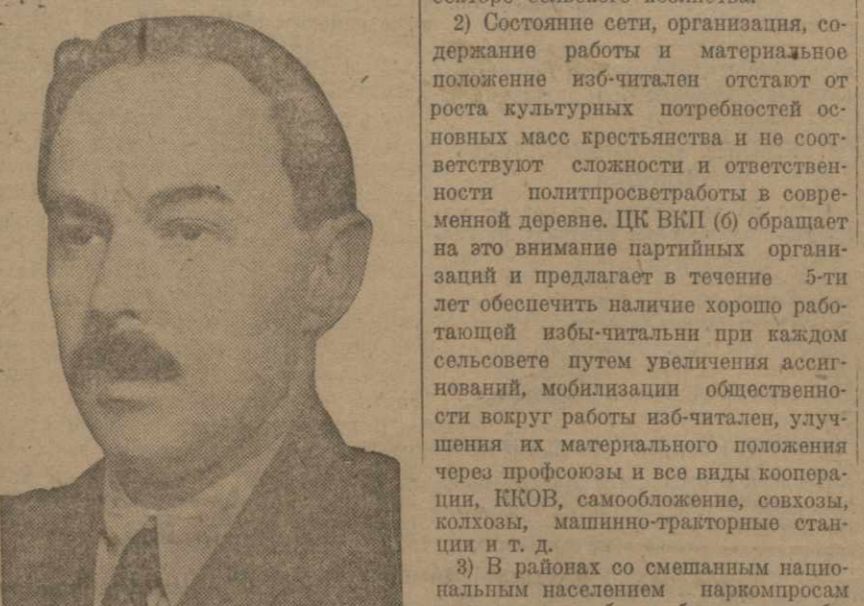 2) Состояние сети, организация, со-
держание работы и материальное
положение изб-читален отстают от
роста культурных потребностей ос-
новных масс крестьянства и не соот-
ветствуют сложности и ответствен-
ности политпросветработы в совре-
менной деревне. ЦК ВКП (б) обращает
на это внимание партийных органи-
заций и предлагает в течение 5-ти
лет обеспечить наличие хорошо рабо-
тающей избы-читальни при каждом
сельсовете путем увеличения ассиг-
нований, мобилизации общественно-
сти вокруг работы изб-читален, улуч-
шения их материального положения
через профсоюзы и все виды коопера-
ции, ККОВ, самообложение, совхозы,
колхозы, машинно-тракторные стан-
ции и т. д.
3) В районах со смешанным нацио-
нальным населением наркомпросам